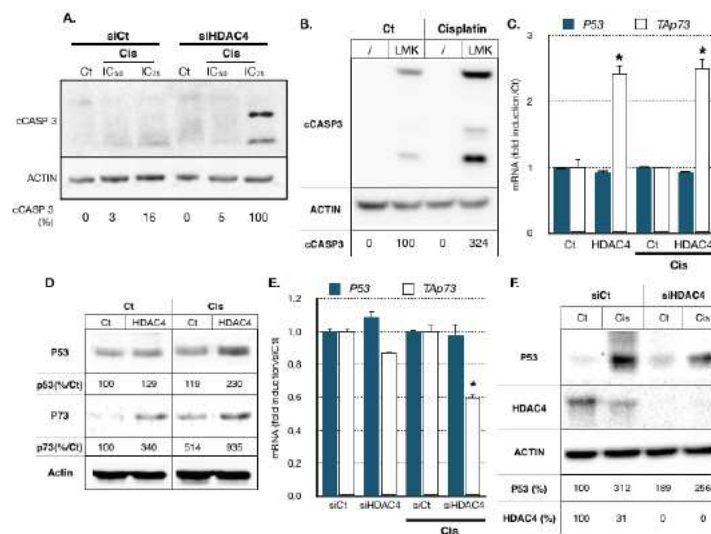 A.
siCt siHDAC4
Cis Cis
Ct IC50 IC75 Ct IC50 IC75
cCASP 3
ACTIN
cCASP 3 (%) 0 3 16 0 5 100
B.
Ct Cisplatin
/ LMK / LMK
cCASP3
ACTIN
cCASP3 0 100 0 324
C.
P53 TAp73
mRNA (fold induction/Ct)
3
2
1
0
* *
Ct HDAC4 Ct HDAC4
Cis
D
Ct Cis
Ct HDAC4 Ct HDAC4
P53
p53(%/Ct) 100 129 119 230
P73
p73(%/Ct) 100 340 514 935
Actin
E.
P53 TAp73
mRNA (fold induction/siCt)
1,2
1,0
0,8
0,6
0,4
0,2
0,0
*
siCt siHDAC4 siCt siHDAC4
Cis
F.
siCt siHDAC4
Ct Cis Ct Cis
P53
HDAC4
ACTIN
P53 (%) 100 312 189 256
HDAC4 (%) 100 31 0 0